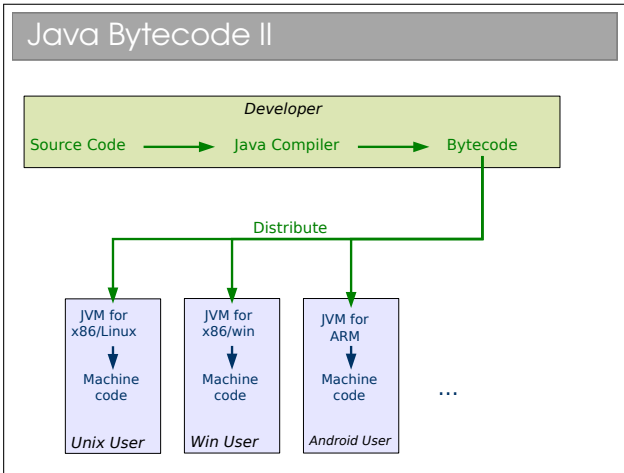 Java Bytecode II
Developer
Source Code
Java Compiler
Bytecode
Distribute
JVM for
x86/Linux
Machine
code
Unix User
JVM for
x86/win
Machine
code
Win User
JVM for
ARM
Machine
code
Android User
...